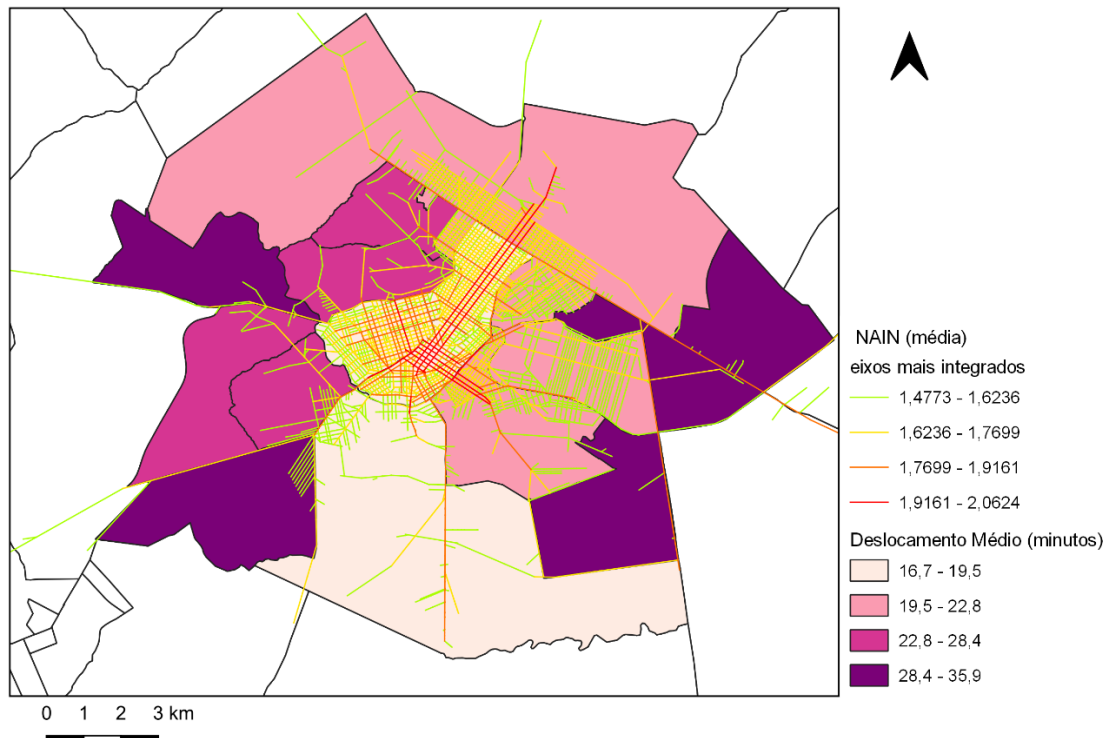 NAIN (média)
eixos mais integrados
1,4773 - 1,6236
1,6236 - 1,7699
1,7699 - 1,9161
1,9161 - 2,0624
Deslocamento Médio (minutos)
16,7 - 19,5
19,5 - 22,8
22,8 - 28,4
28,4 - 35,9
0 1 2 3 km